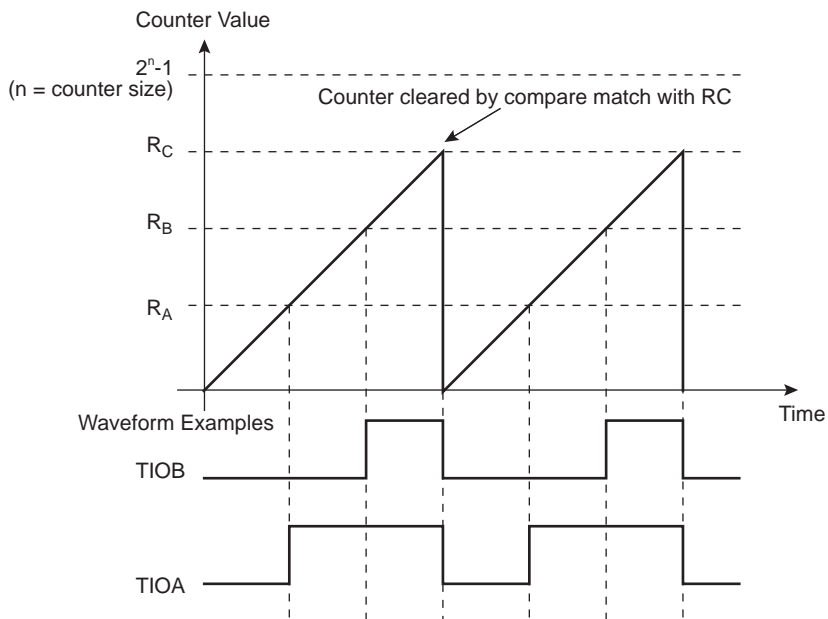 Counter Value
2ⁿ-1
(n = counter size)
Counter cleared by compare match with RC
R_C
R_B
R_A
Time
Waveform Examples
TIOB
TIOA